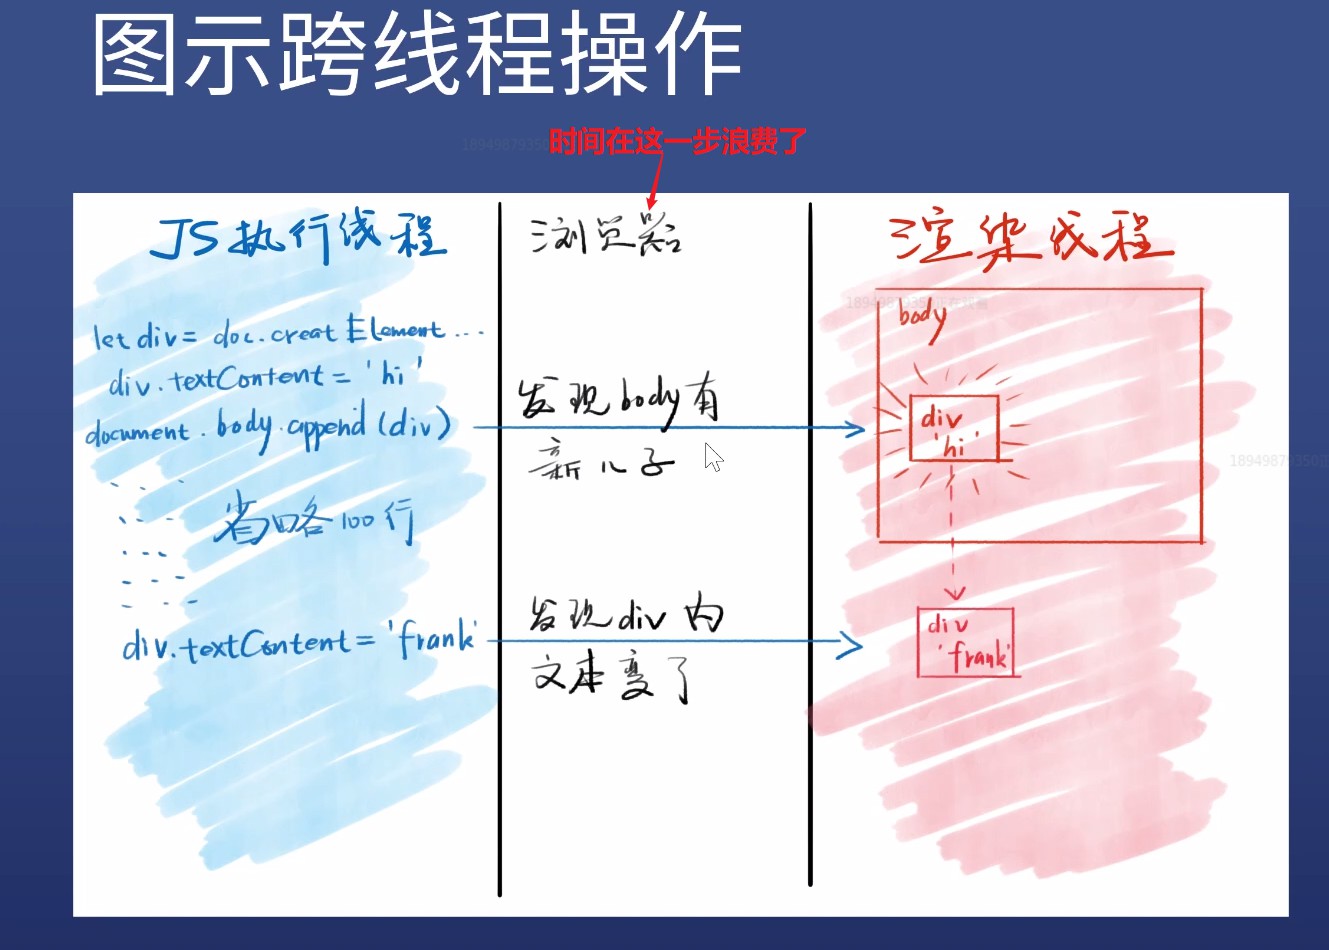 图示跨线程操作
时间在这一步浪费了
JS执行线程
let div = doc.creatElement...
div.textContent = 'hi'
document.body.append(div)
省略100行
div.textContent = 'frank'
浏览器
发现body有
新儿子
发现div内
文本变了
渲染线程
body
div
'hi'
div
'frank'